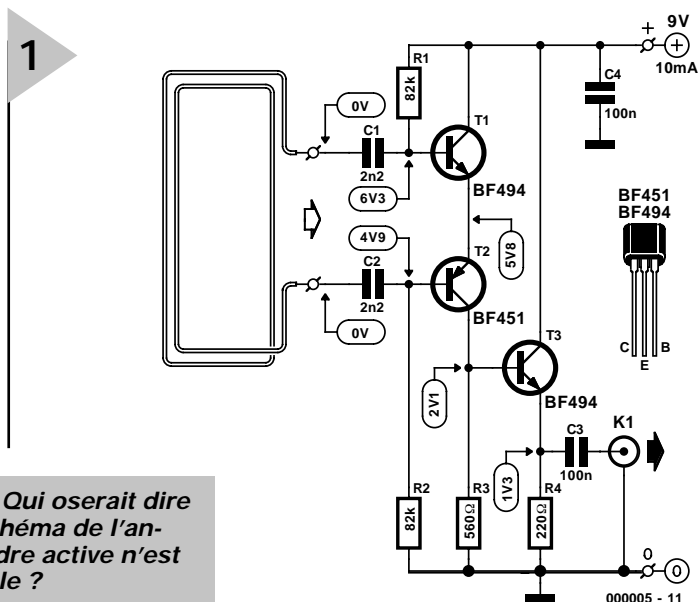 1
9V
+
10mA
R1
82k
C4
100n
0V
C1
2n2
T1
BF494
6V3
4V9
C2
2n2
5V8
T2
BF451
0V
BF451
BF494
C
E
B
T3
BF494
2V1
C3
100n
K1
1V3
R2
82k
R3
560Ω
R4
220Ω
0
0
000005 - 11
Qui oserait dire
héma de l'an-
dre active n'est
le ?